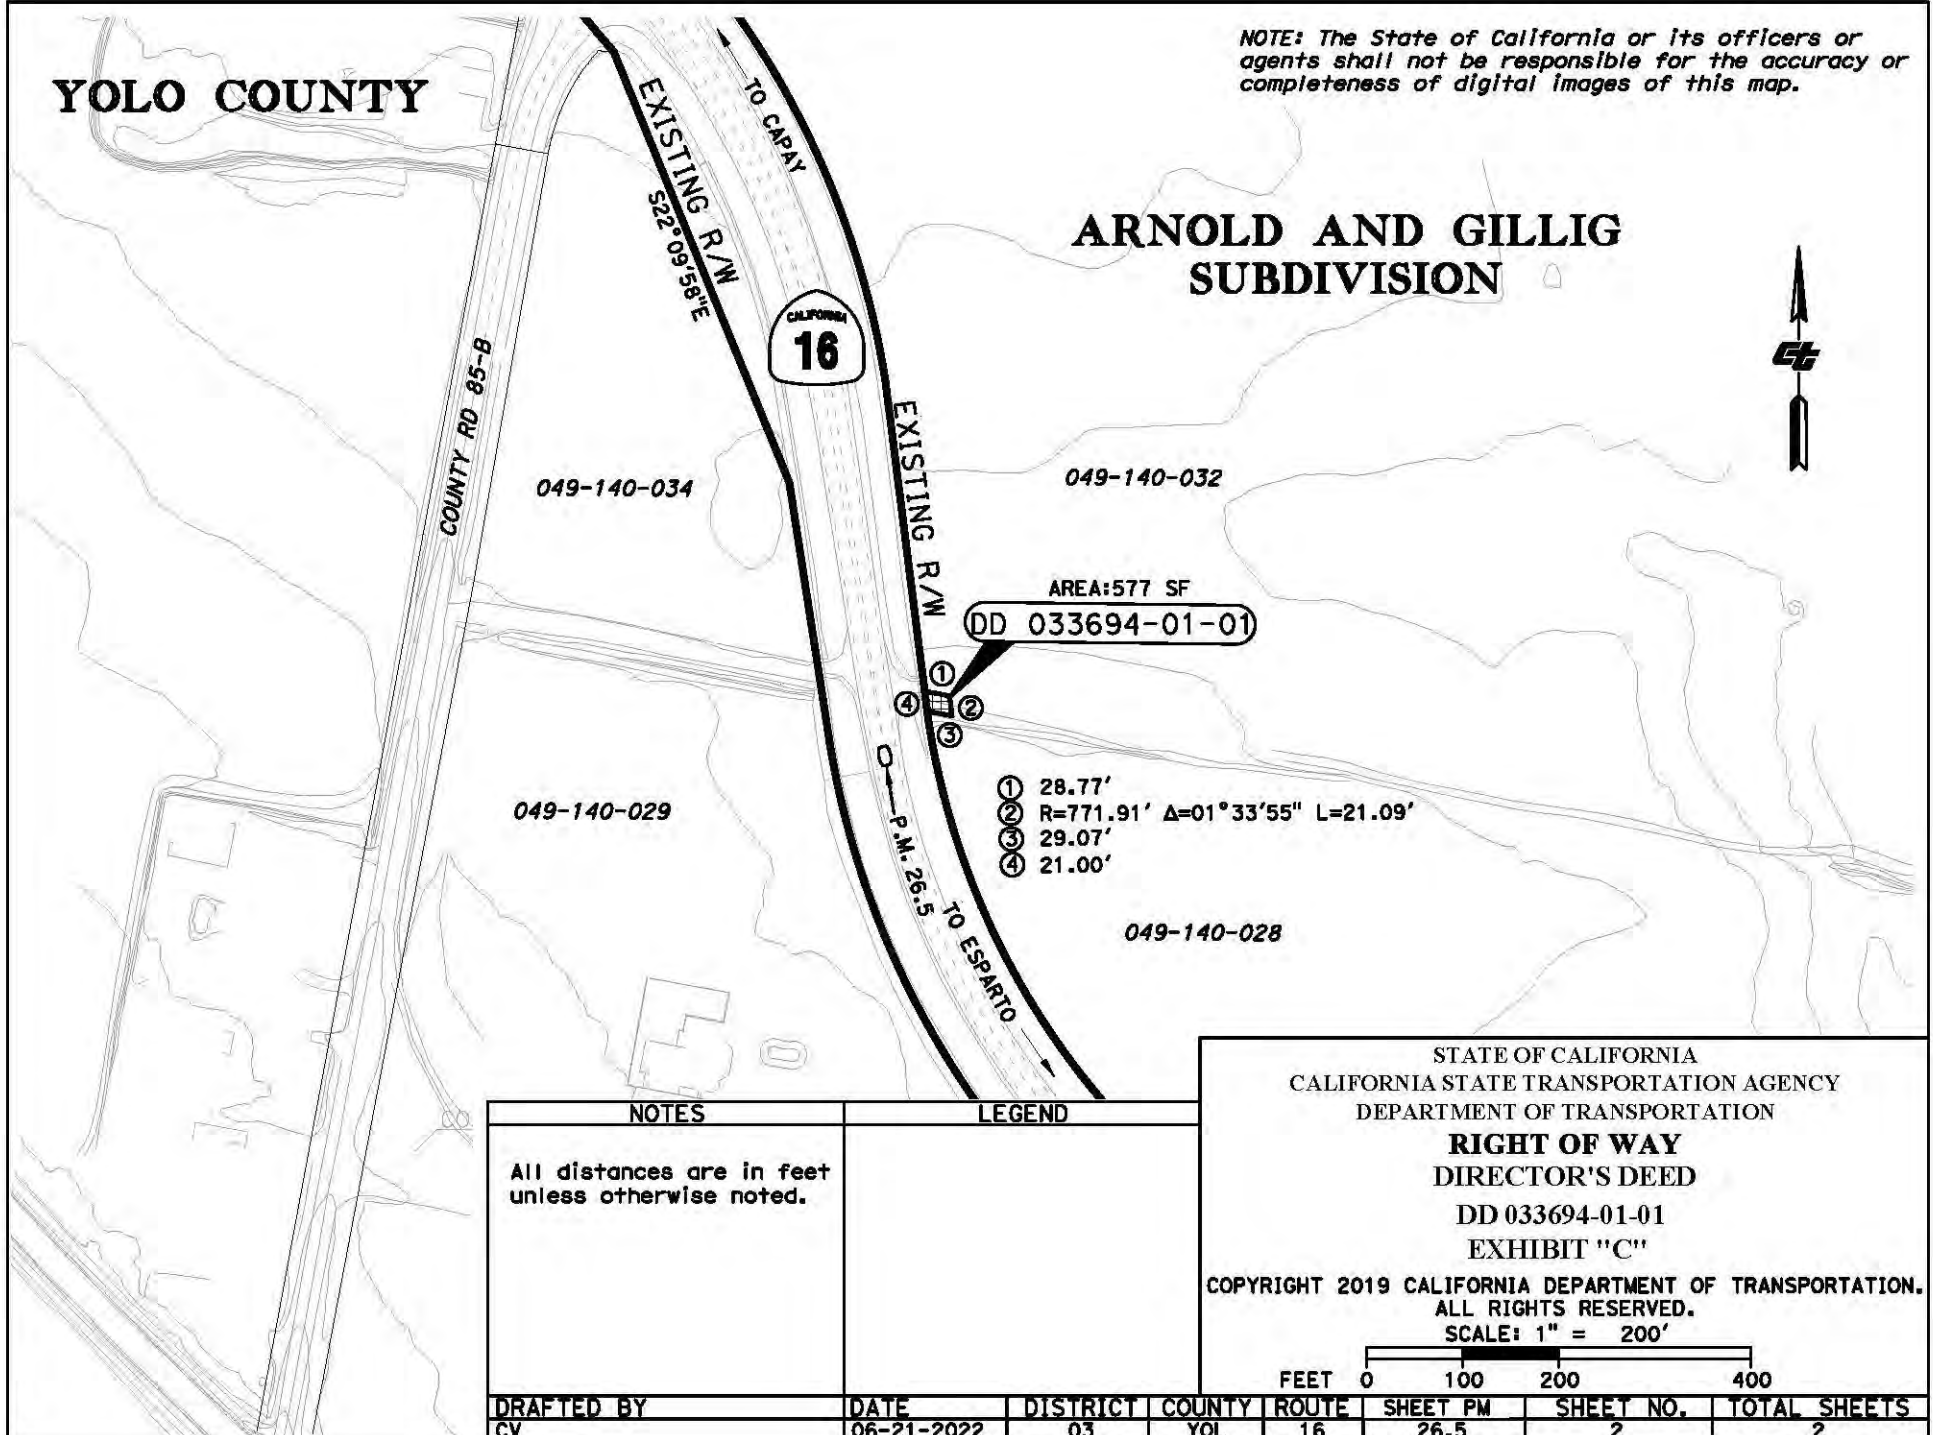 YOLO COUNTY
NOTE: The State of California or its officers or
agents shall not be responsible for the accuracy or
completeness of digital images of this map.
TO CAPAY
EXISTING R/W
S22°09'58"E
ARNOLD AND GILLIG
SUBDIVISION
CALIFORNIA
16
Ct
COUNTY RD 85-B
EXISTING R/W
049-140-034
049-140-032
AREA:577 SF
DD 033694-01-01
1
4
2
3
1 28.77'
2 R=771.91' Δ=01°33'55" L=21.09'
3 29.07'
4 21.00'
049-140-029
P.M. 26.5
TO ESPARTO
049-140-028
NOTES
LEGEND
All distances are in feet
unless otherwise noted.
STATE OF CALIFORNIA
CALIFORNIA STATE TRANSPORTATION AGENCY
DEPARTMENT OF TRANSPORTATION
RIGHT OF WAY
DIRECTOR'S DEED
DD 033694-01-01
EXHIBIT "C"
COPYRIGHT 2019 CALIFORNIA DEPARTMENT OF TRANSPORTATION.
ALL RIGHTS RESERVED.
SCALE: 1" = 200'
FEET 0 100 200 400
DRAFTED BY DATE DISTRICT COUNTY ROUTE SHEET PM SHEET NO. TOTAL SHEETS
CV 06-21-2022 03 YOL 16 26.5 2 2